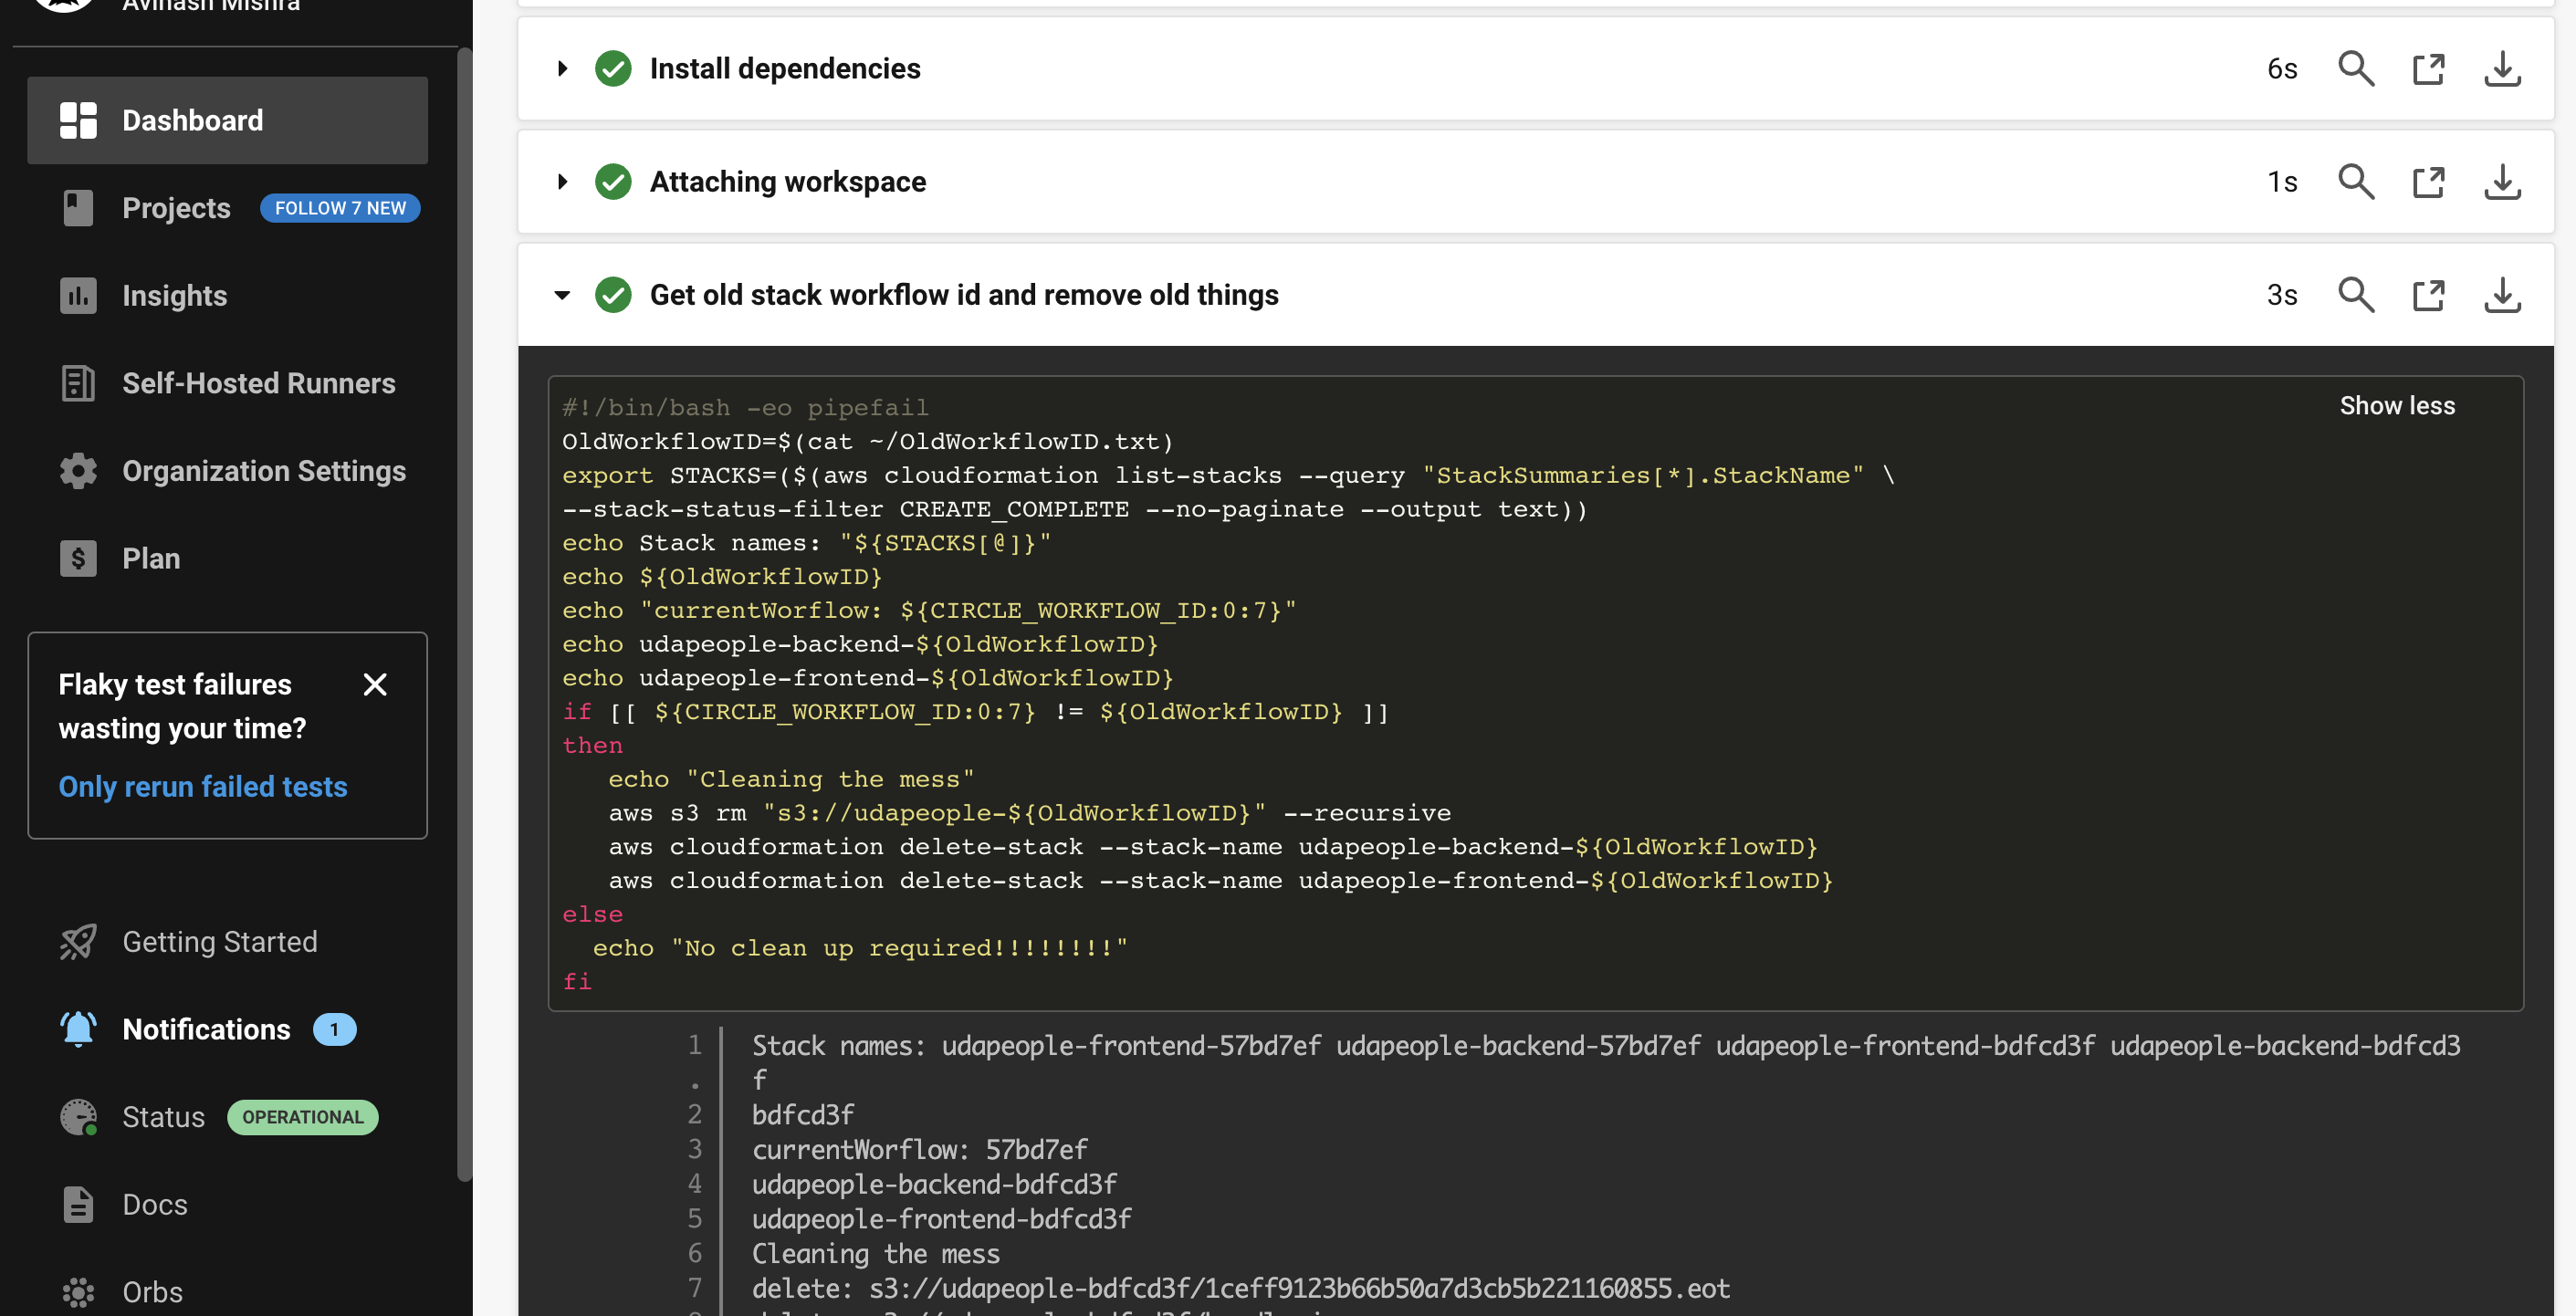 Avinash Mishra
Dashboard
Projects FOLLOW 7 NEW
Insights
Self-Hosted Runners
Organization Settings
Plan
Flaky test failures
wasting your time?
Only rerun failed tests
Getting Started
Notifications 1
Status OPERATIONAL
Docs
Orbs
Install dependencies 6s
Attaching workspace 1s
Get old stack workflow id and remove old things 3s
Show less
#!/bin/bash -eo pipefail
OldWorkflowID=$(cat ~/OldWorkflowID.txt)
export STACKS=($(aws cloudformation list-stacks --query "StackSummaries[*].StackName" \
--stack-status-filter CREATE_COMPLETE --no-paginate --output text))
echo Stack names: "${STACKS[@]}"
echo ${OldWorkflowID}
echo "currentWorflow: ${CIRCLE_WORKFLOW_ID:0:7}"
echo udapeople-backend-${OldWorkflowID}
echo udapeople-frontend-${OldWorkflowID}
if [[ ${CIRCLE_WORKFLOW_ID:0:7} != ${OldWorkflowID} ]]
then
   echo "Cleaning the mess"
   aws s3 rm "s3://udapeople-${OldWorkflowID}" --recursive
   aws cloudformation delete-stack --stack-name udapeople-backend-${OldWorkflowID}
   aws cloudformation delete-stack --stack-name udapeople-frontend-${OldWorkflowID}
else
  echo "No clean up required!!!!!!!!"
fi
1 Stack names: udapeople-frontend-57bd7ef udapeople-backend-57bd7ef udapeople-frontend-bdfcd3f udapeople-backend-bdfcd3
. f
2 bdfcd3f
3 currentWorflow: 57bd7ef
4 udapeople-backend-bdfcd3f
5 udapeople-frontend-bdfcd3f
6 Cleaning the mess
7 delete: s3://udapeople-bdfcd3f/1ceff9123b66b50a7d3cb5b221160855.eot